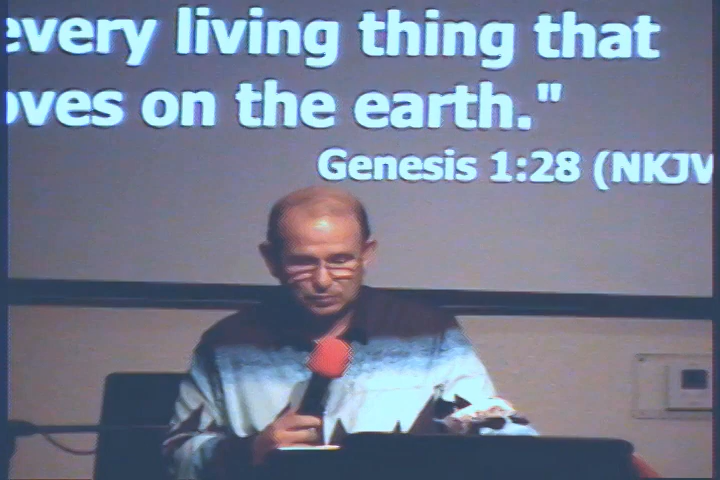 every living thing that
oves on the earth."
Genesis 1:28 (NKJV